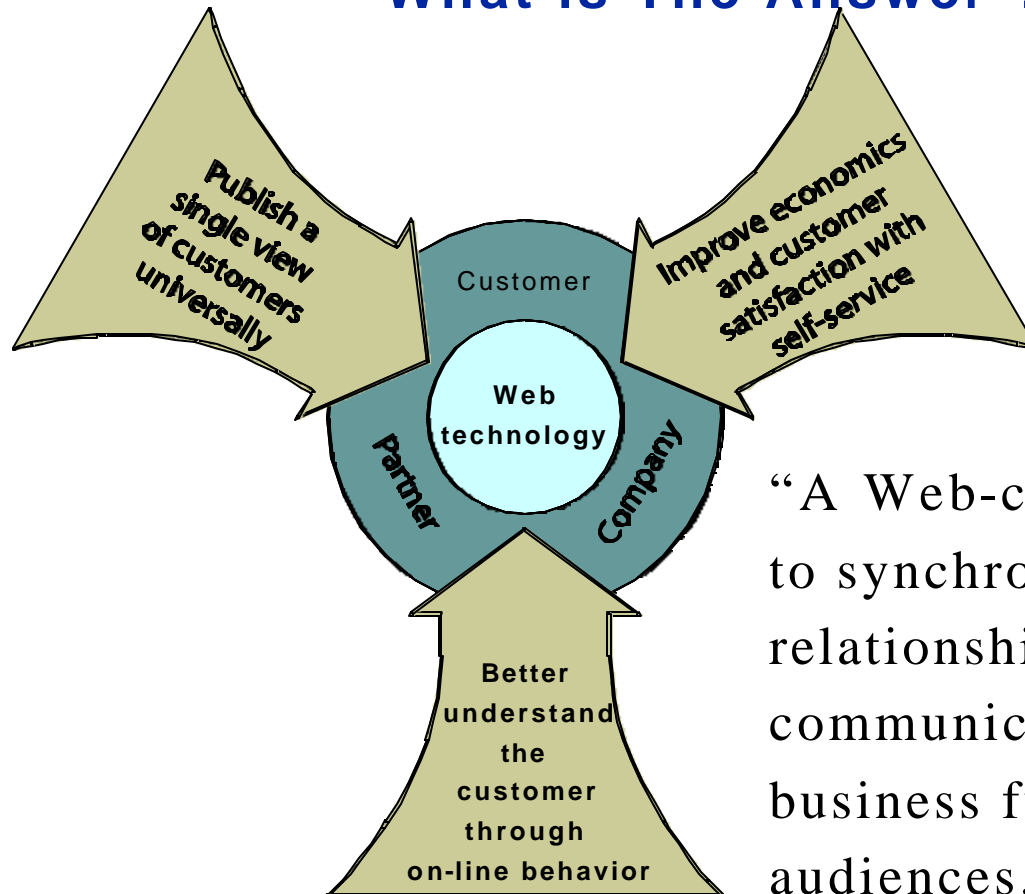 What Is The Answer
Publish a
single view
of customers
universally
Improve economics
and customer
satisfaction with
self-service
Customer
Web
technology
Partner
Company
Better
understand
the
customer
through
on-line behavior
“A Web-c
to synchro
relationshi
communic
business f
audiences.